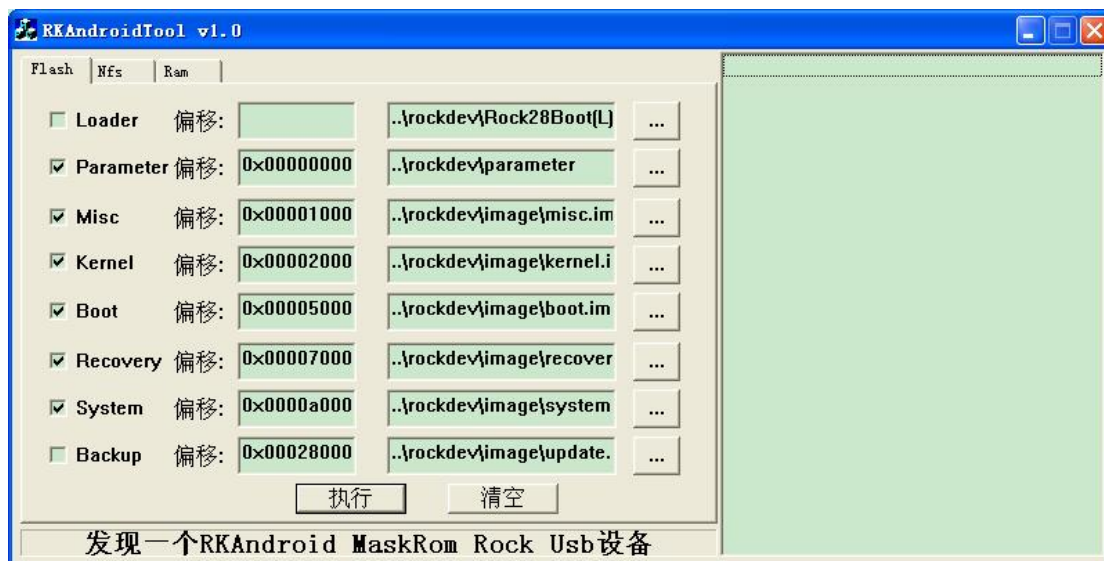 RKAndroidTool v1.0
Flash Nfs Ram
Loader 偏移: ..\rockdev\Rock28Boot(L) ...
Parameter 偏移: 0x00000000 ..\rockdev\parameter ...
Misc 偏移: 0x00001000 ..\rockdev\image\misc.im ...
Kernel 偏移: 0x00002000 ..\rockdev\image\kernel.i ...
Boot 偏移: 0x00005000 ..\rockdev\image\boot.im ...
Recovery 偏移: 0x00007000 ..\rockdev\image\recover ...
System 偏移: 0x0000a000 ..\rockdev\image\system ...
Backup 偏移: 0x00028000 ..\rockdev\image\update. ...
执行 清空
发现一个RKAndroid MaskRom Rock Usb设备